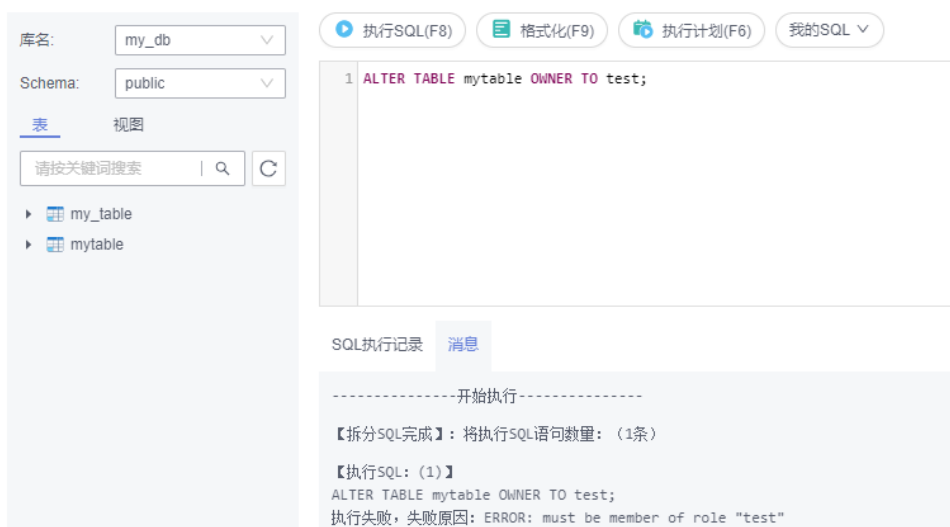 库名:
my_db
Schema:
public
表
视图
请按关键词搜索
my_table
mytable
执行SQL(F8)
格式化(F9)
执行计划(F6)
我的SQL
1 ALTER TABLE mytable OWNER TO test;
SQL执行记录
消息
---------------开始执行---------------
【拆分SQL完成】: 将执行SQL语句数量: (1条)
【执行SQL: (1)】
ALTER TABLE mytable OWNER TO test;
执行失败, 失败原因: ERROR: must be member of role "test"